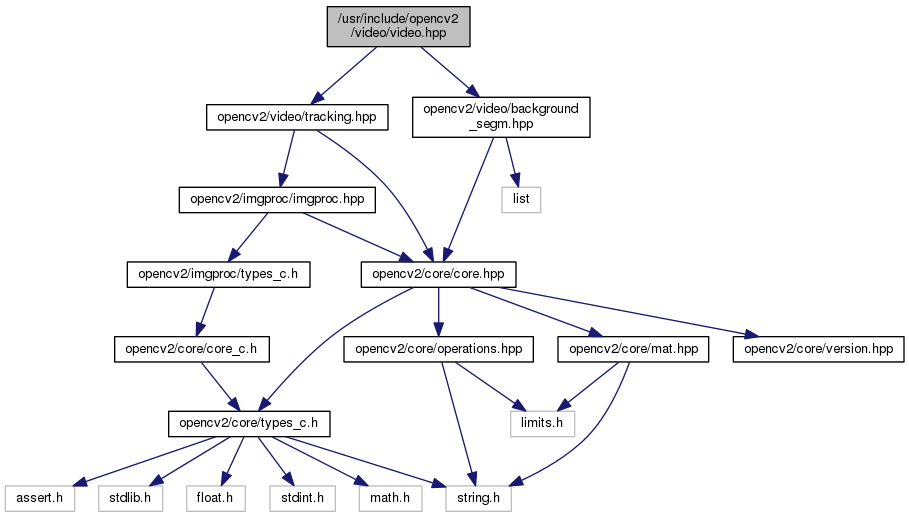 /usr/include/opencv2
/video/video.hpp
opencv2/video/tracking.hpp
opencv2/video/background
_segm.hpp
opencv2/imgproc/imgproc.hpp
list
opencv2/imgproc/types_c.h
opencv2/core/core.hpp
opencv2/core/core_c.h
opencv2/core/operations.hpp
opencv2/core/mat.hpp
opencv2/core/version.hpp
opencv2/core/types_c.h
limits.h
assert.h
stdlib.h
float.h
stdint.h
math.h
string.h